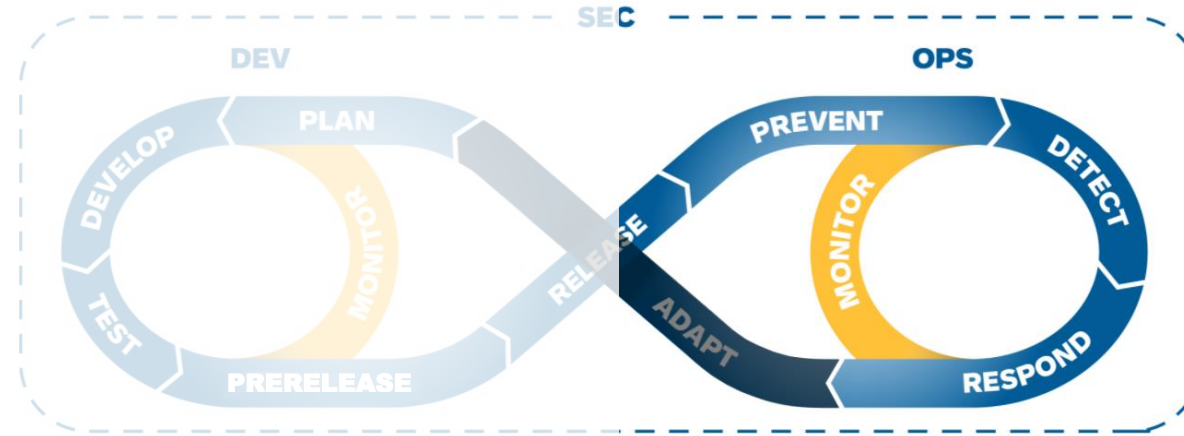 SEC
DEV
OPS
PLAN
DEVELOP
MONITOR
TEST
PRERELEASE
RELEASE
PREVENT
DETECT
MONITOR
RESPOND
ADAPT